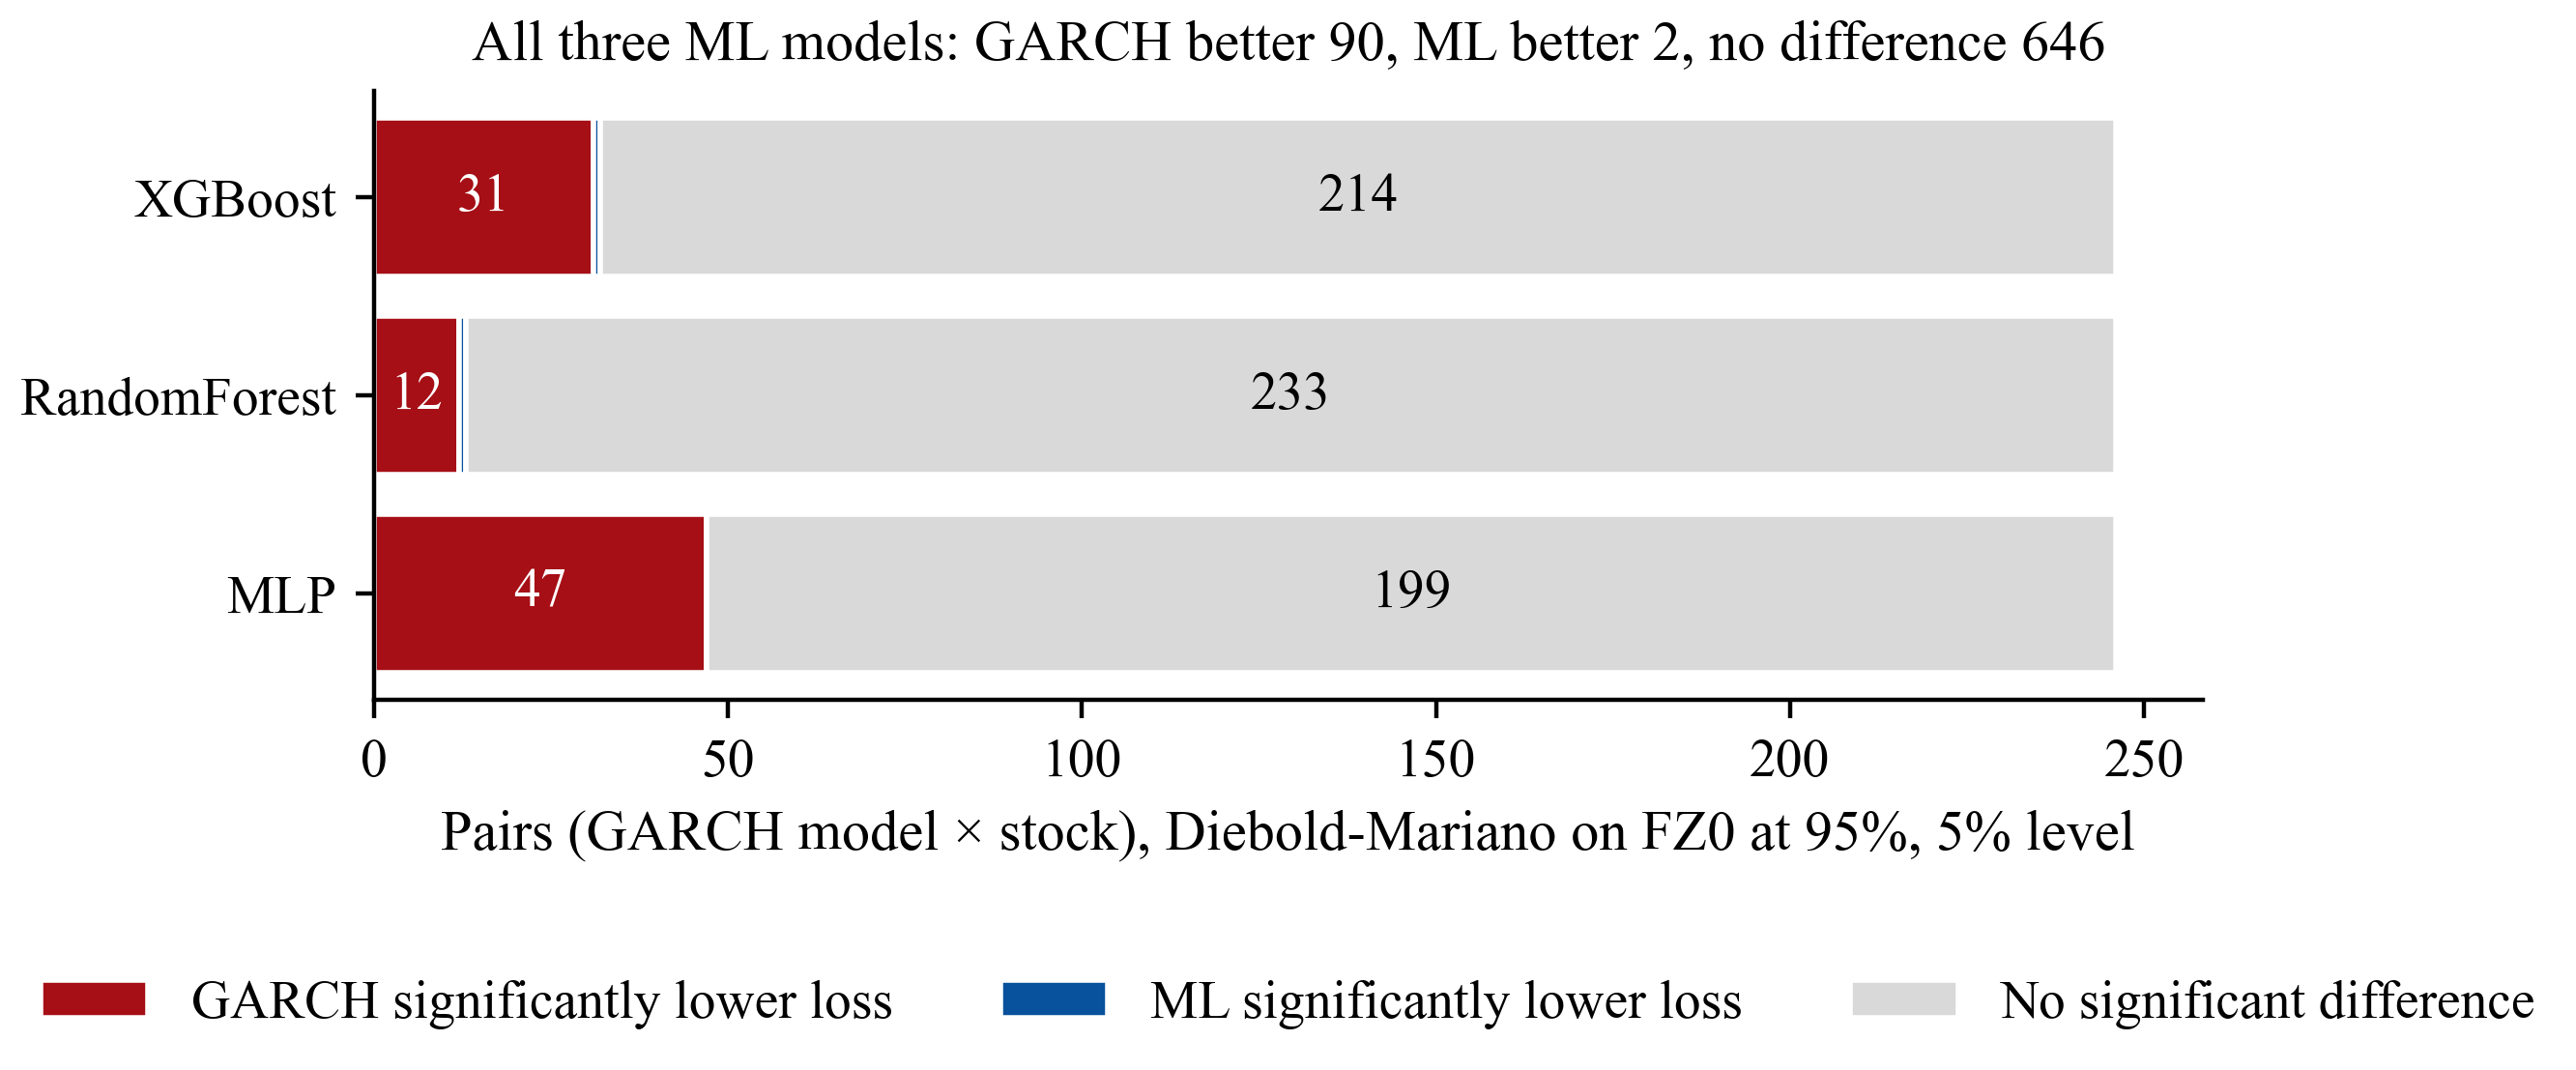 All three ML models: GARCH better 90, ML better 2, no difference 646
XGBoost
31
214
RandomForest
12
233
MLP
47
199
0 50 100 150 200 250
Pairs (GARCH model × stock), Diebold-Mariano on FZ0 at 95%, 5% level
GARCH significantly lower loss ML significantly lower loss No significant difference